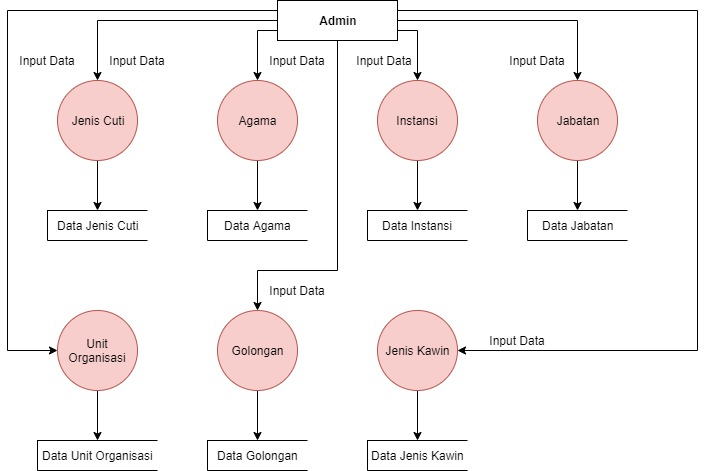 Admin
Input Data
Input Data
Input Data
Input Data
Input Data
Jenis Cuti
Agama
Instansi
Jabatan
Data Jenis Cuti
Data Agama
Data Instansi
Data Jabatan
Input Data
Input Data
Unit
Organisasi
Golongan
Jenis Kawin
Data Unit Organisasi
Data Golongan
Data Jenis Kawin